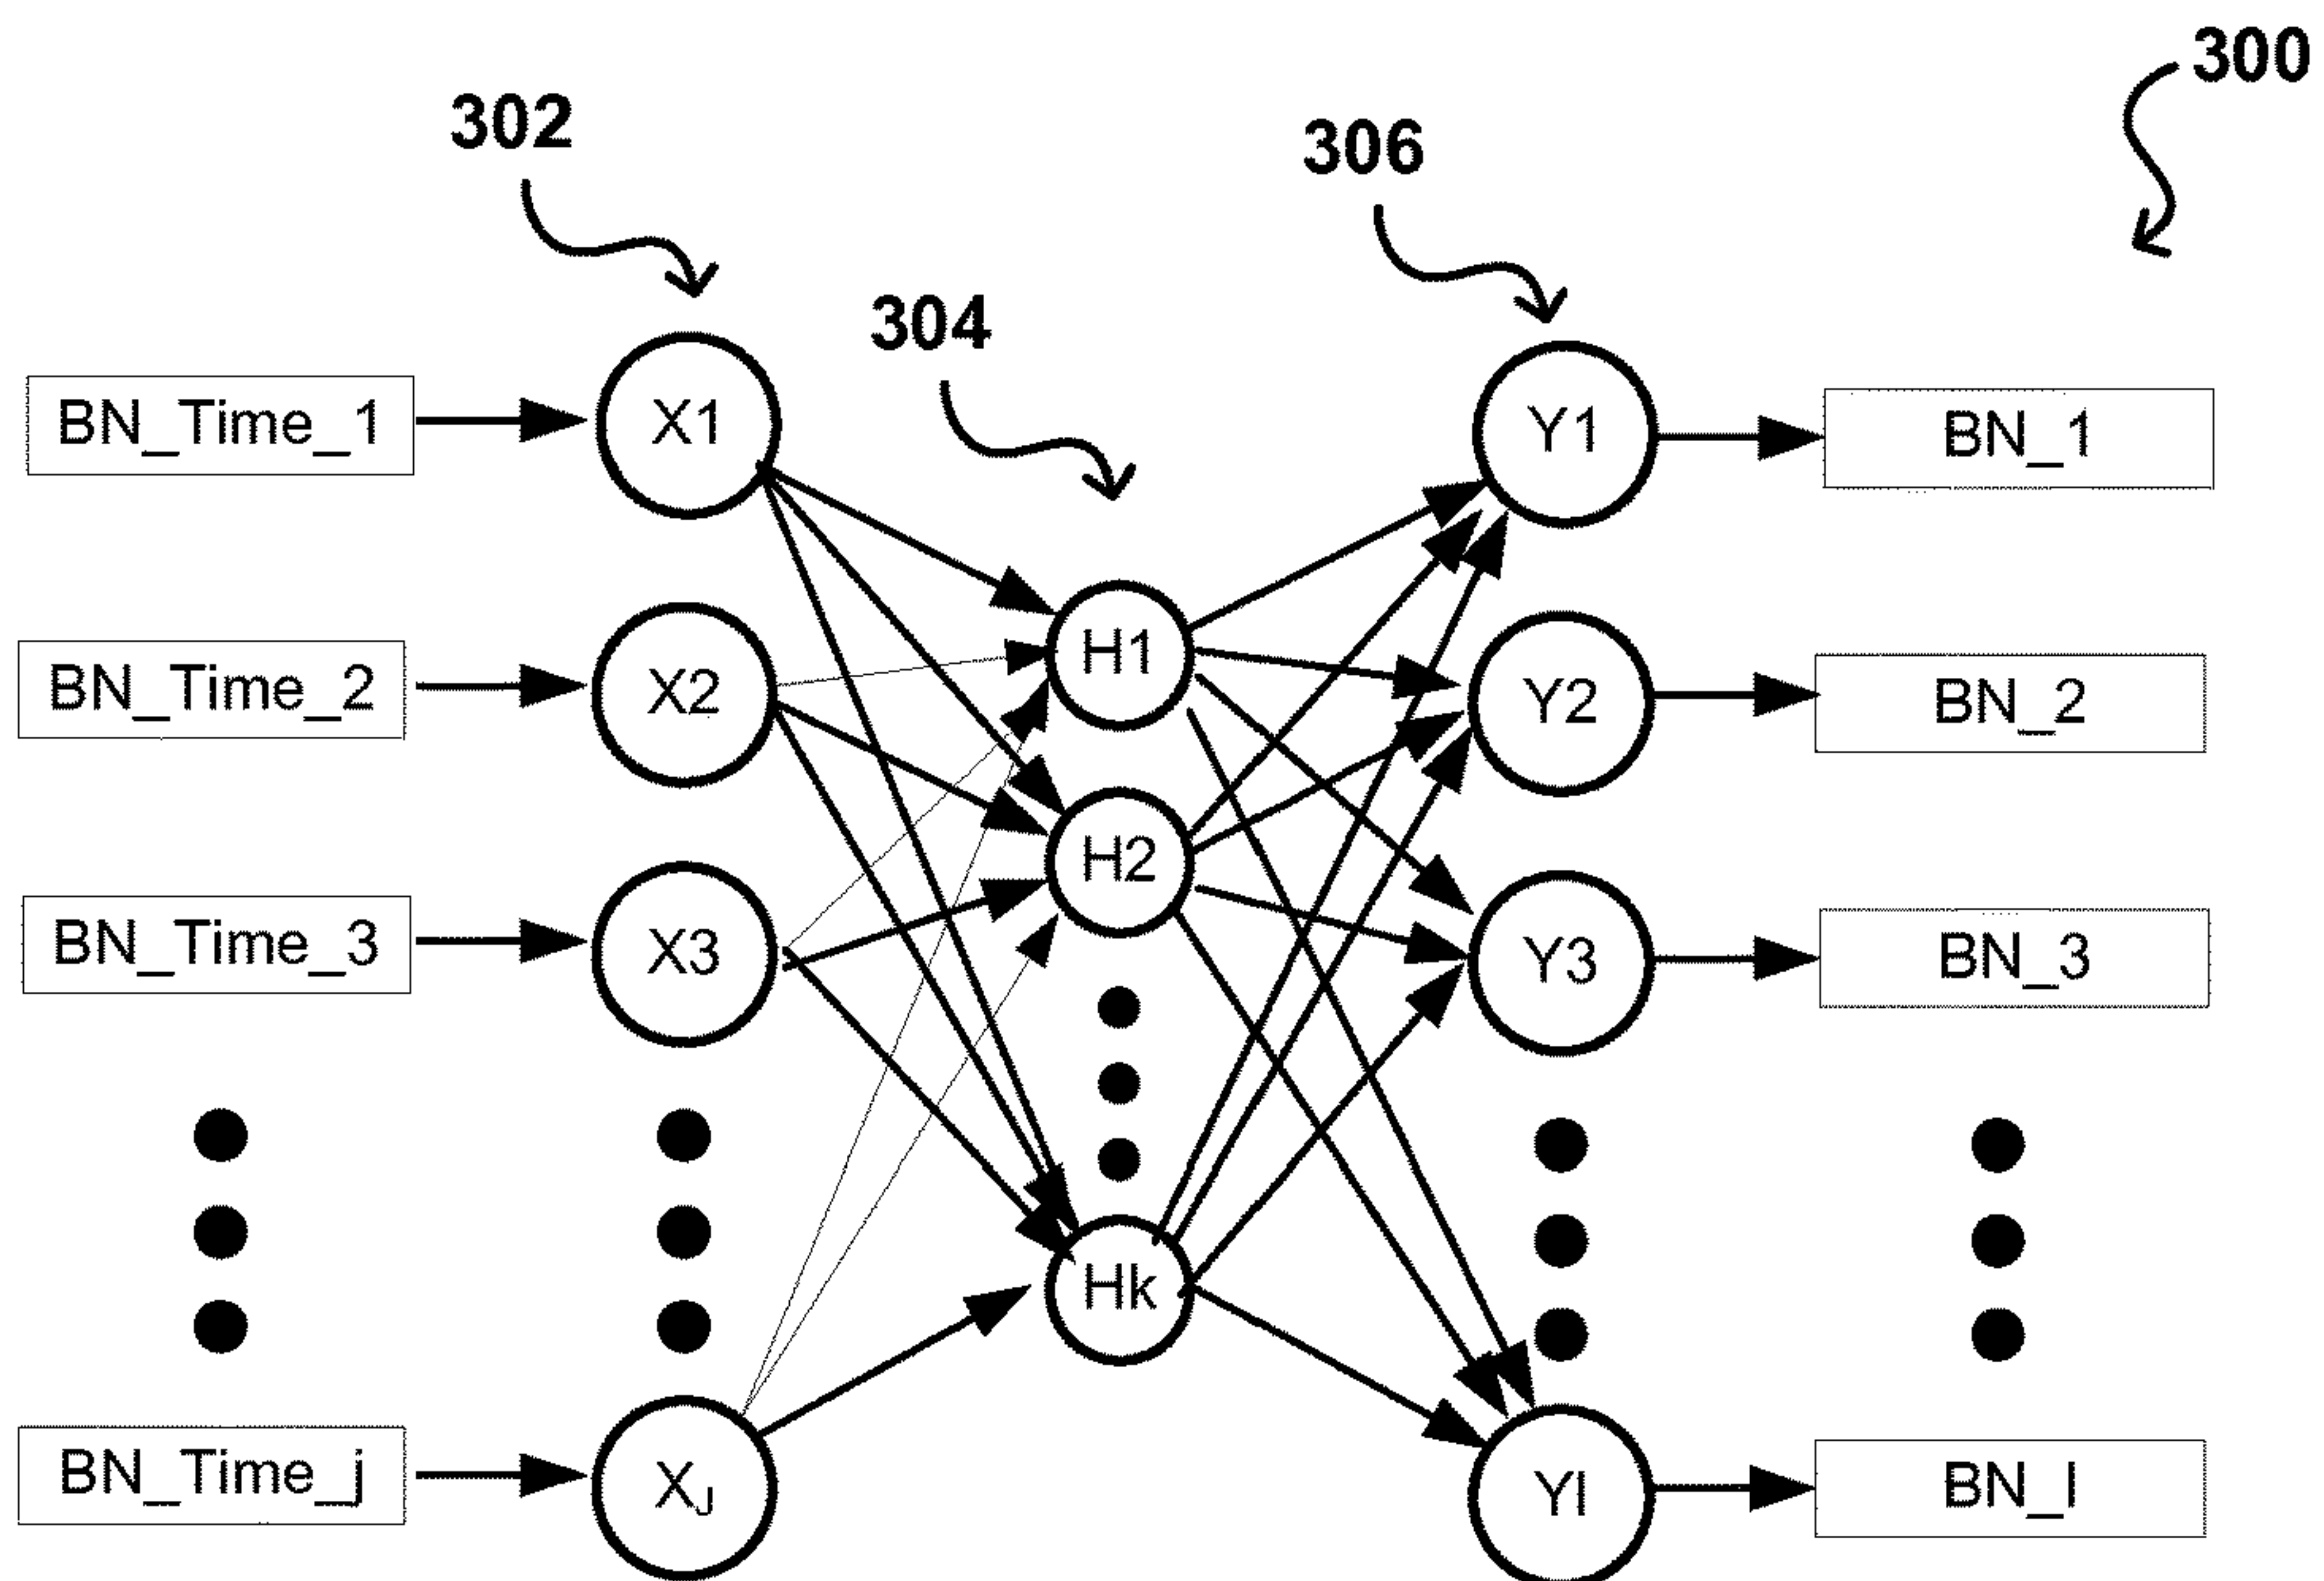 300
302
306
304
BN_Time_1
X1
Y1
BN_1
H1
BN_Time_2
X2
Y2
BN_2
H2
BN_Time_3
X3
Y3
BN_3
Hk
BN_Time_j
XJ
Yl
BN_l